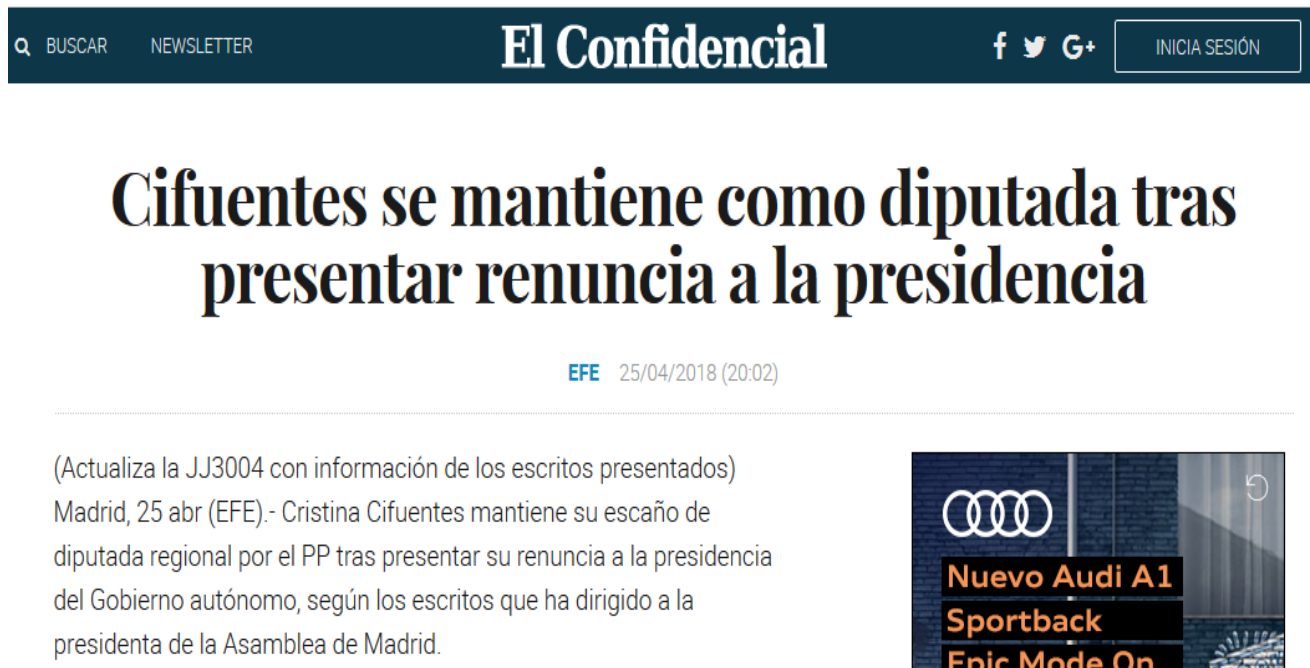 BUSCAR NEWSLETTER El Confidencial G+ INICIA SESIÓN
Cifuentes se mantiene como diputada tras
presentar renuncia a la presidencia
EFE 25/04/2018 (20:02)
(Actualiza la JJ3004 con información de los escritos presentados)
Madrid, 25 abr (EFE).- Cristina Cifuentes mantiene su escaño de
diputada regional por el PP tras presentar su renuncia a la presidencia
del Gobierno autónomo, según los escritos que ha dirigido a la
presidenta de la Asamblea de Madrid.
Nuevo Audi A1
Sportback
Epic Mode On